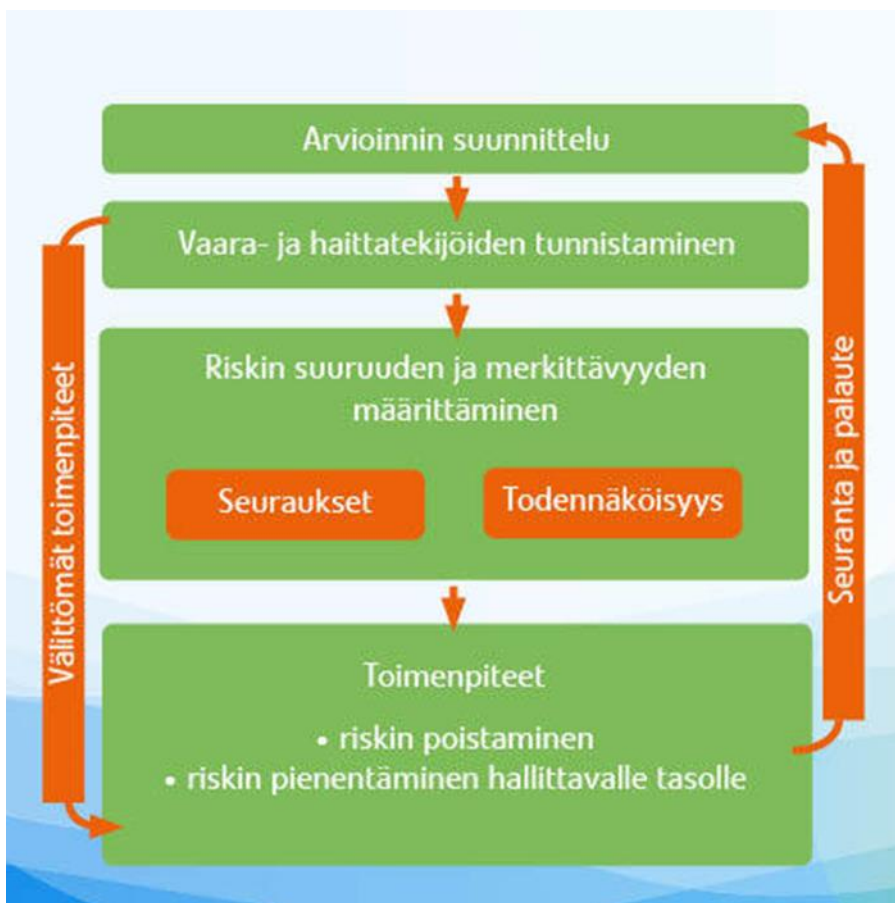 Arvioinnin suunnittelu
Vaara- ja haittatekijöiden tunnistaminen
Riskin suuruuden ja merkittävyyden
määrittäminen
Seuraukset
Todennäköisyys
Toimenpiteet
• riskin poistaminen
• riskin pienentäminen hallittavalle tasolle
Välittömät toimenpiteet
Seuranta ja palaute